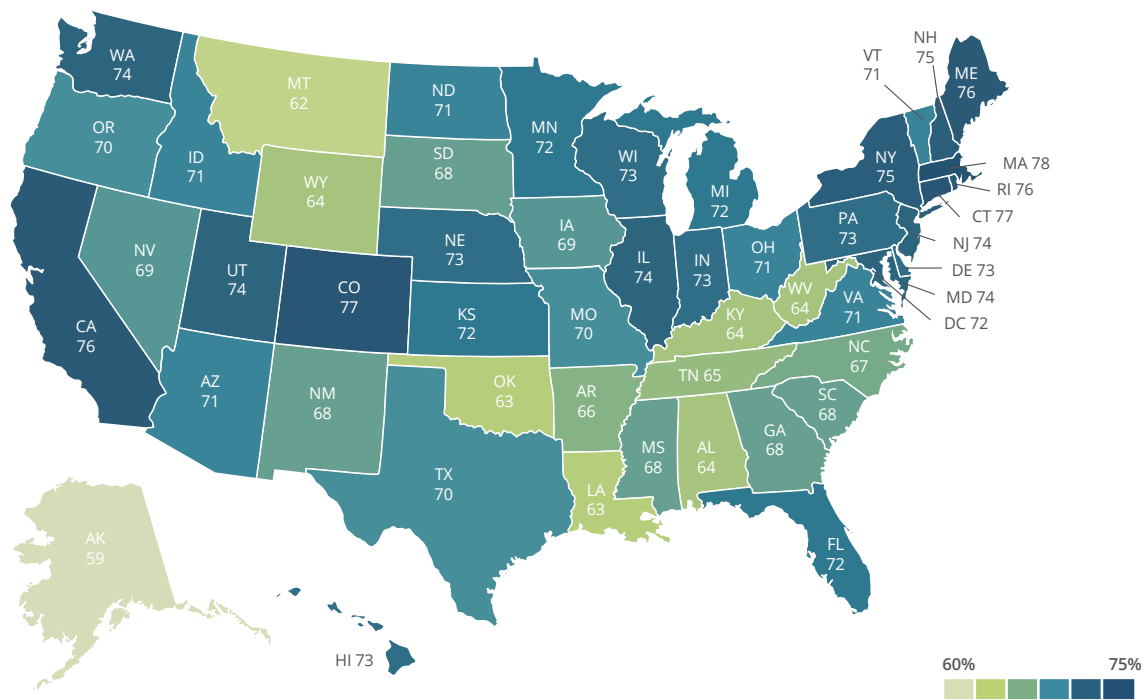 WA
74
OR
70
CA
76
ID
71
NV
69
MT
62
WY
64
UT
74
AZ
71
CO
77
NM
68
ND
71
SD
68
NE
73
KS
72
OK
63
TX
70
MN
72
IA
69
MO
70
AR
66
LA
63
WI
73
IL
74
MI
72
IN
73
OH
71
KY
64
TN 65
MS
68
AL
64
GA
68
FL
72
SC
68
NC
67
VA
71
WV
64
PA
73
NY
75
VT
71
NH
75
ME
76
MA 78
RI 76
CT 77
NJ 74
DE 73
MD 74
DC 72
AK
59
HI 73
60%
75%